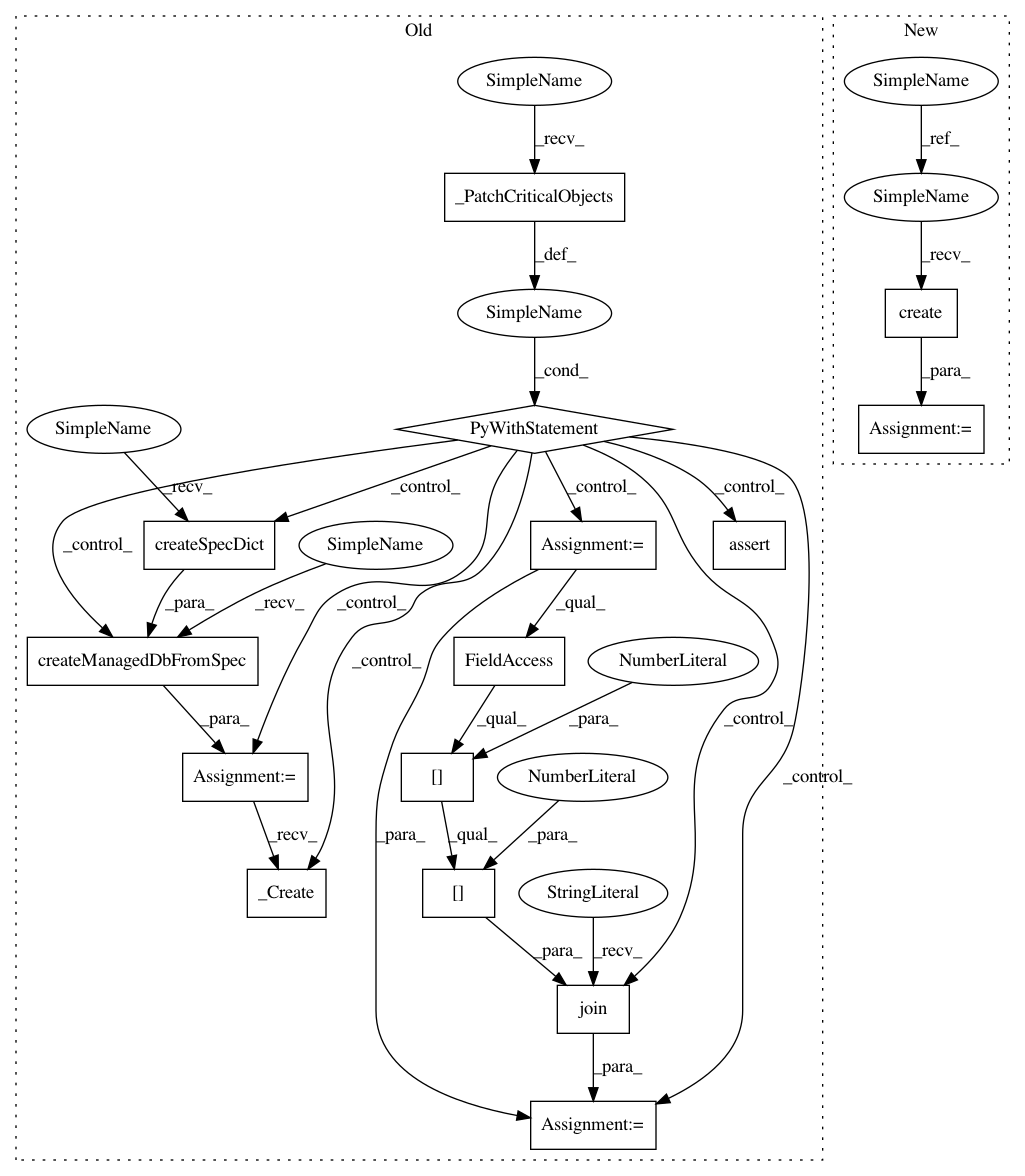 Old
New
SimpleName
SimpleName
_recv_
_ref_
_PatchCriticalObjects
SimpleName
_def_
_recv_
SimpleName
create
_cond_
_para_
SimpleName
PyWithStatement
Assignment:=
_recv_
_control_
_control_
_control_
_control_
createSpecDict
SimpleName
Assignment:=
assert
_para_
_recv_
_control_
_qual_
createManagedDbFromSpec
_control_
FieldAccess
NumberLiteral
_para_
_qual_
_para_
_control_
Assignment:=
[]
NumberLiteral
_control_
_recv_
_para_
_qual_
_para_
_Create
[]
StringLiteral
_para_
_recv_
join
_para_
Assignment:=